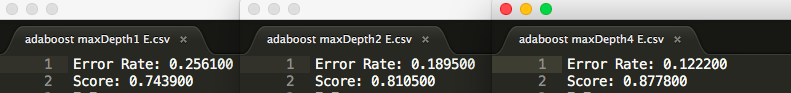 adaboost maxDepth1 E.csv ×
1 Error Rate: 0.256100
2 Score: 0.743900
adaboost maxDepth2 E.csv ×
1 Error Rate: 0.189500
2 Score: 0.810500
adaboost maxDepth4 E.csv ×
1 Error Rate: 0.122200
2 Score: 0.877800